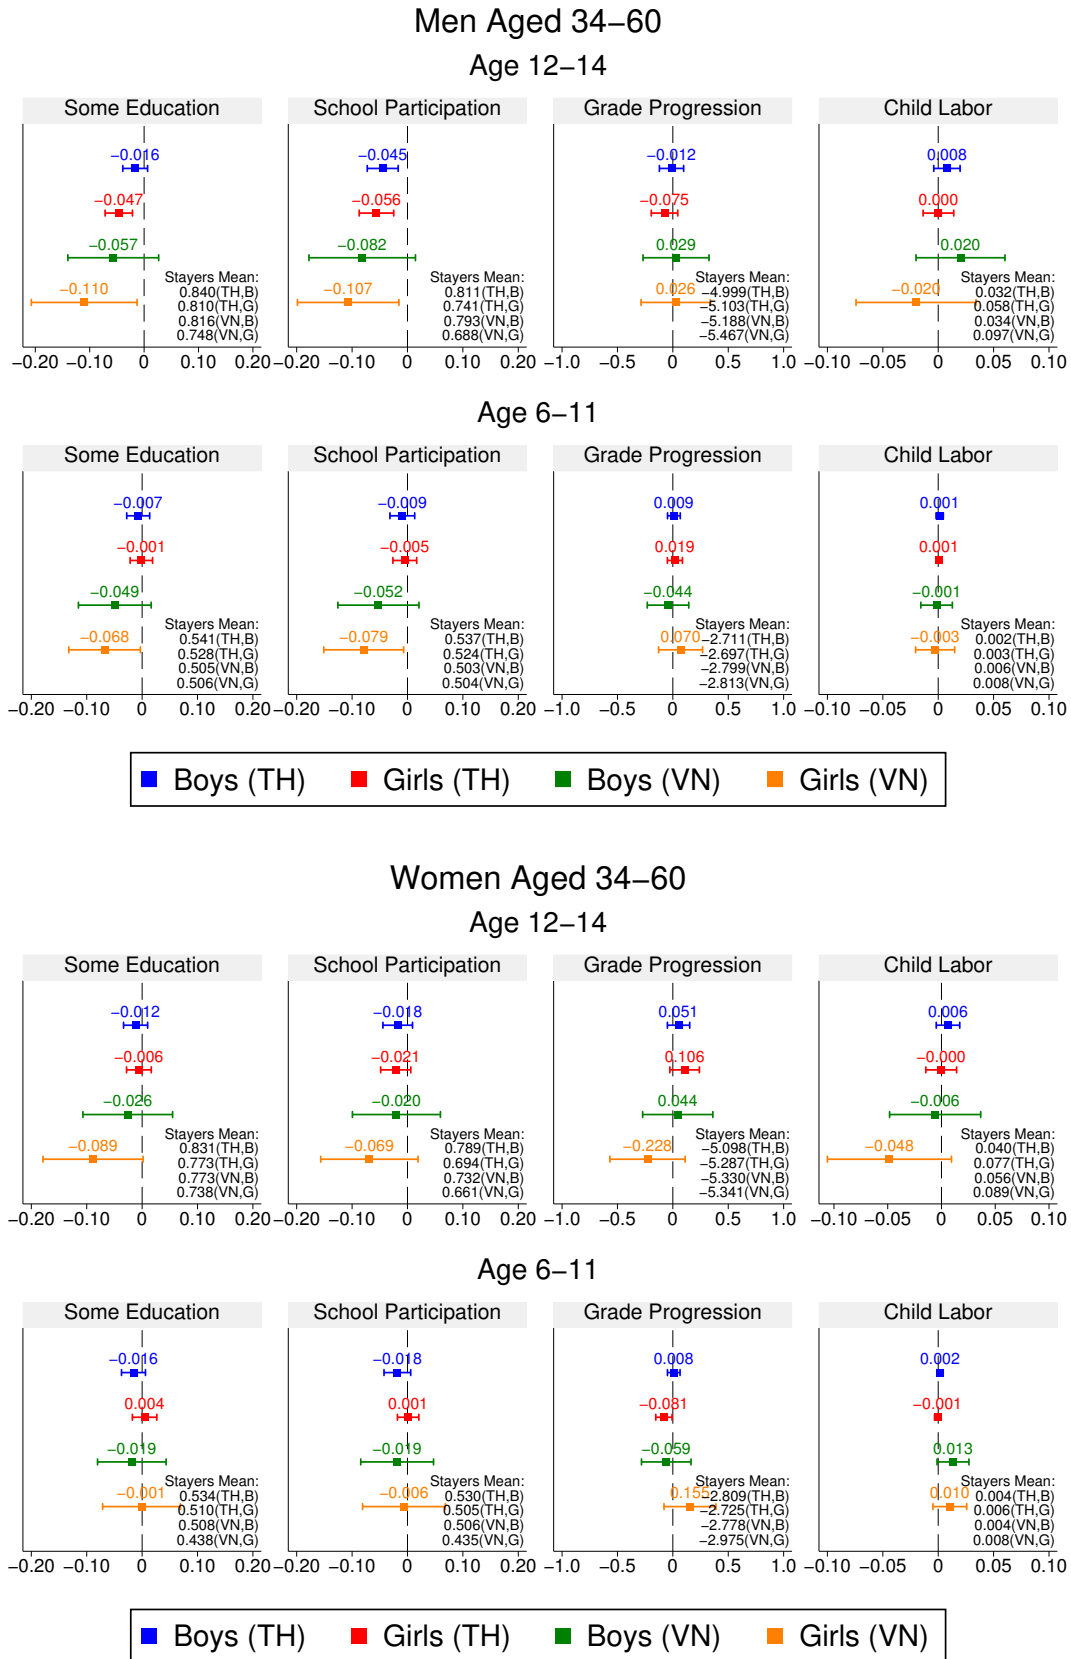 Men Aged 34−60
Age 12−14
Some Education School Participation Grade Progression Child Labor
−0.016 −0.045 −0.012 0.008
−0.047 −0.056 −0.075 0.000
−0.057 −0.082 0.029 0.020
−0.110 −0.107 0.026 −0.020
Stayers Mean: Stayers Mean: Stayers Mean: Stayers Mean:
0.840(TH,B) 0.811(TH,B) −4.999(TH,B) 0.032(TH,B)
0.810(TH,G) 0.741(TH,G) −5.103(TH,G) 0.058(TH,G)
0.816(VN,B) 0.793(VN,B) −5.188(VN,B) 0.034(VN,B)
0.748(VN,G) 0.688(VN,G) −5.467(VN,G) 0.097(VN,G)
−0.20 −0.10 0 0.10 0.20 −0.20 −0.10 0 0.10 0.20 −1.0 −0.5 0 0.5 1.0 −0.10 −0.05 0 0.05 0.10
Age 6−11
Some Education School Participation Grade Progression Child Labor
−0.007 −0.009 0.009 0.001
−0.001 −0.005 0.019 0.001
−0.049 −0.052 −0.044 −0.001
−0.068 −0.079 0.070 −0.003
Stayers Mean: Stayers Mean: Stayers Mean: Stayers Mean:
0.541(TH,B) 0.537(TH,B) −2.711(TH,B) 0.002(TH,B)
0.528(TH,G) 0.524(TH,G) −2.697(TH,G) 0.003(TH,G)
0.505(VN,B) 0.503(VN,B) −2.799(VN,B) 0.006(VN,B)
0.506(VN,G) 0.504(VN,G) −2.813(VN,G) 0.008(VN,G)
−0.20 −0.10 0 0.10 0.20 −0.20 −0.10 0 0.10 0.20 −1.0 −0.5 0 0.5 1.0 −0.10 −0.05 0 0.05 0.10
Boys (TH) Girls (TH) Boys (VN) Girls (VN)
Women Aged 34−60
Age 12−14
Some Education School Participation Grade Progression Child Labor
−0.012 −0.018 0.051 0.006
−0.006 −0.021 0.106 −0.000
−0.026 −0.020 0.044 −0.006
−0.089 −0.069 −0.228 −0.048
Stayers Mean: Stayers Mean: Stayers Mean: Stayers Mean:
0.831(TH,B) 0.789(TH,B) −5.098(TH,B) 0.040(TH,B)
0.773(TH,G) 0.694(TH,G) −5.287(TH,G) 0.077(TH,G)
0.773(VN,B) 0.732(VN,B) −5.330(VN,B) 0.056(VN,B)
0.738(VN,G) 0.661(VN,G) −5.341(VN,G) 0.089(VN,G)
−0.20 −0.10 0 0.10 0.20 −0.20 −0.10 0 0.10 0.20 −1.0 −0.5 0 0.5 1.0 −0.10 −0.05 0 0.05 0.10
Age 6−11
Some Education School Participation Grade Progression Child Labor
−0.016 −0.018 0.008 0.002
0.004 0.001 −0.081 −0.001
−0.019 −0.019 −0.059 0.013
−0.001 −0.006 0.155 0.010
Stayers Mean: Stayers Mean: Stayers Mean: Stayers Mean:
0.534(TH,B) 0.530(TH,B) −2.809(TH,B) 0.004(TH,B)
0.510(TH,G) 0.505(TH,G) −2.725(TH,G) 0.006(TH,G)
0.508(VN,B) 0.506(VN,B) −2.778(VN,B) 0.004(VN,B)
0.438(VN,G) 0.435(VN,G) −2.975(VN,G) 0.008(VN,G)
−0.20 −0.10 0 0.10 0.20 −0.20 −0.10 0 0.10 0.20 −1.0 −0.5 0 0.5 1.0 −0.10 −0.05 0 0.05 0.10
Boys (TH) Girls (TH) Boys (VN) Girls (VN)